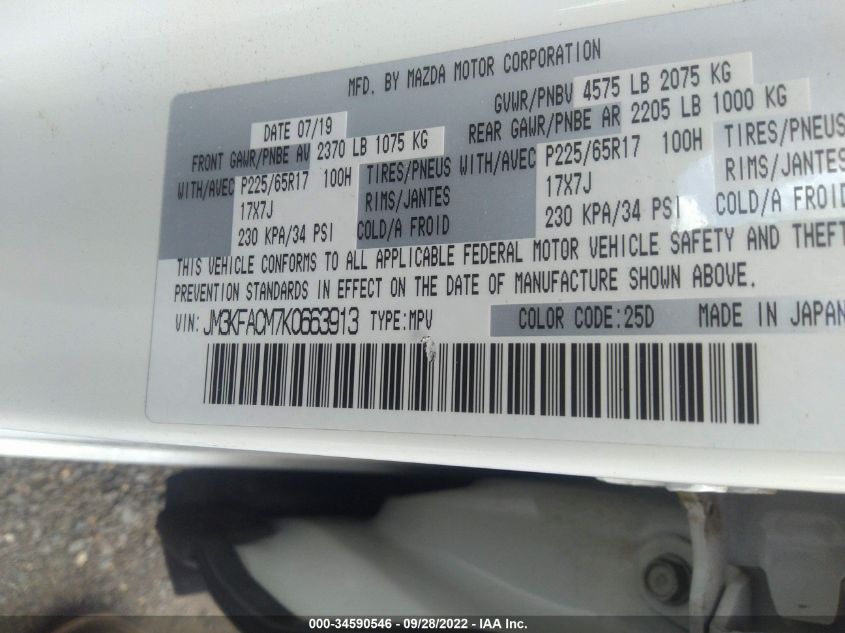 MFD. BY MAZDA MOTOR CORPORATION
DATE 07/19 GVWR/PNBV 4575 LB 2075 KG
FRONT GAWR/PNBE AV 2370 LB 1075 KG REAR GAWR/PNBE AR 2205 LB 1000 KG
WITH/AVEC P225/65R17 100H TIRES/PNEUS WITH/AVEC P225/65R17 100H TIRES/PNEUS
17X7J RIMS/JANTES 17X7J RIMS/JANTES
230 KPA/34 PSI COLD/A FROID 230 KPA/34 PSI COLD/A FROID
THIS VEHICLE CONFORMS TO ALL APPLICABLE FEDERAL MOTOR VEHICLE SAFETY AND THEFT
PREVENTION STANDARDS IN EFFECT ON THE DATE OF MANUFACTURE SHOWN ABOVE.
VIN: JM3KFACM7K0663913 TYPE:MPV COLOR CODE:25D MADE IN JAPAN
000-34590546 - 09/28/2022 - IAA Inc.